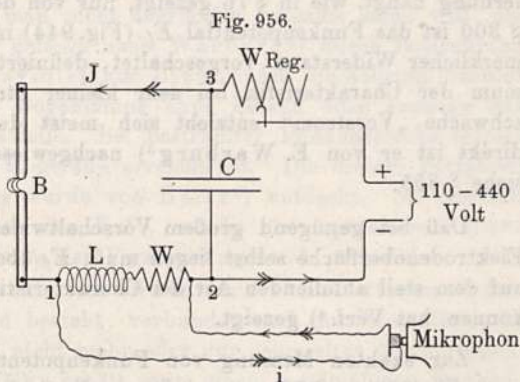 Fig. 956.
W Reg.
J
3
C
B
+
110–440
Volt
L
W
1
2
Mikrophon
i